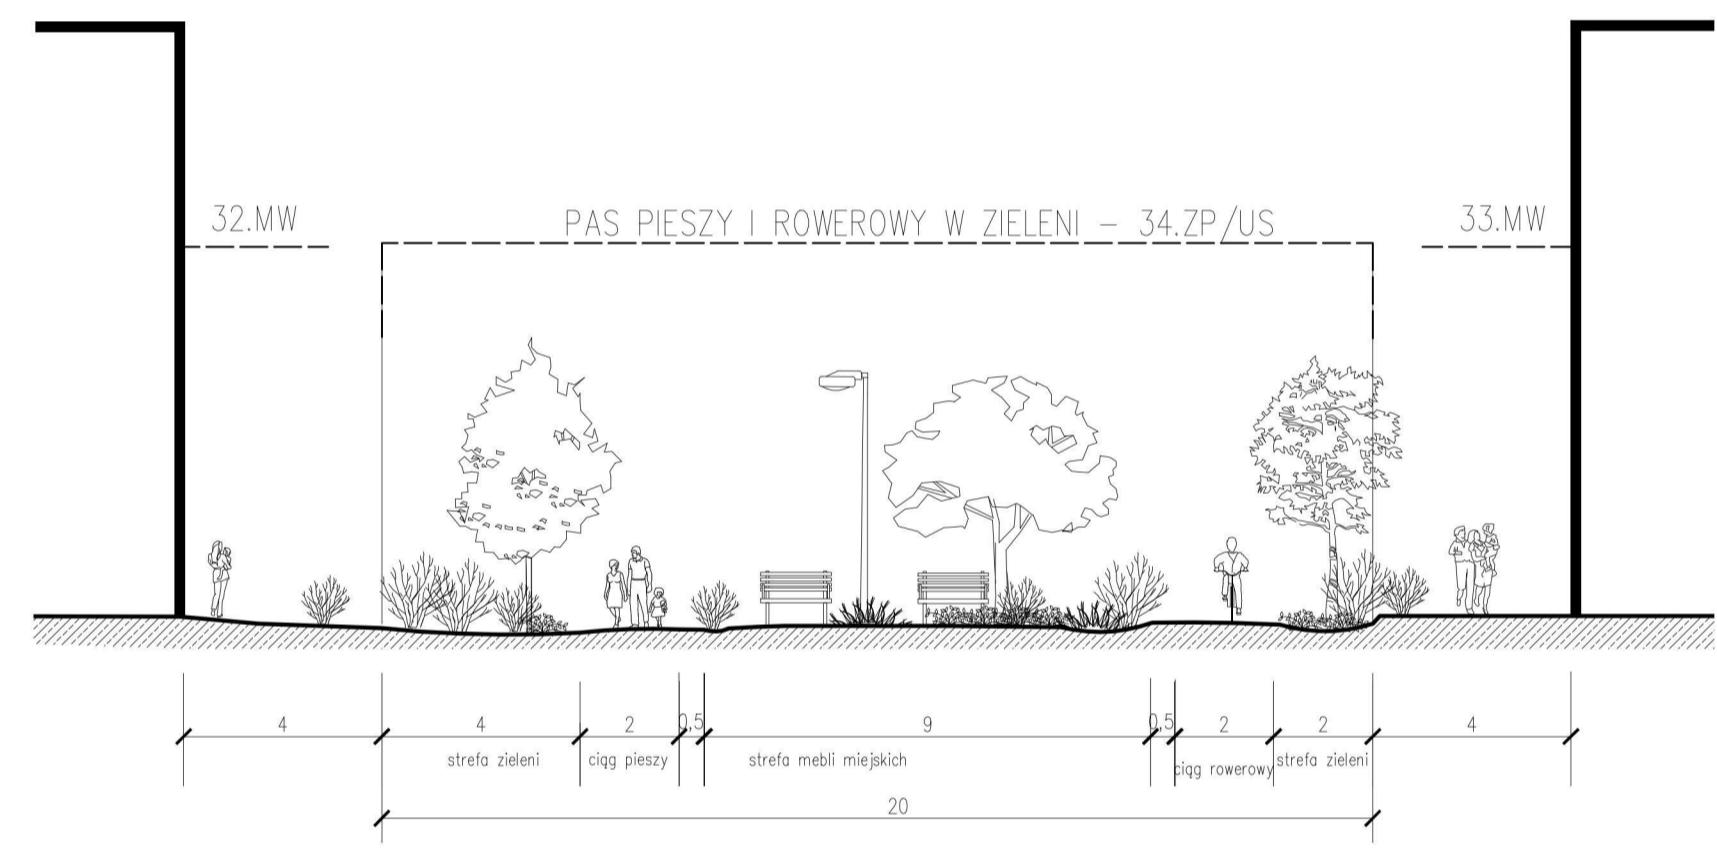 32.MW
PAS PIESZY I ROWEROWY W ZIELENI – 34.ZP/US
33.MW
4
4
2
0,5
9
0,5
2
2
4
strefa zieleni
ciąg pieszy
strefa mebli miejskich
ciąg rowerowy
strefa zieleni
20